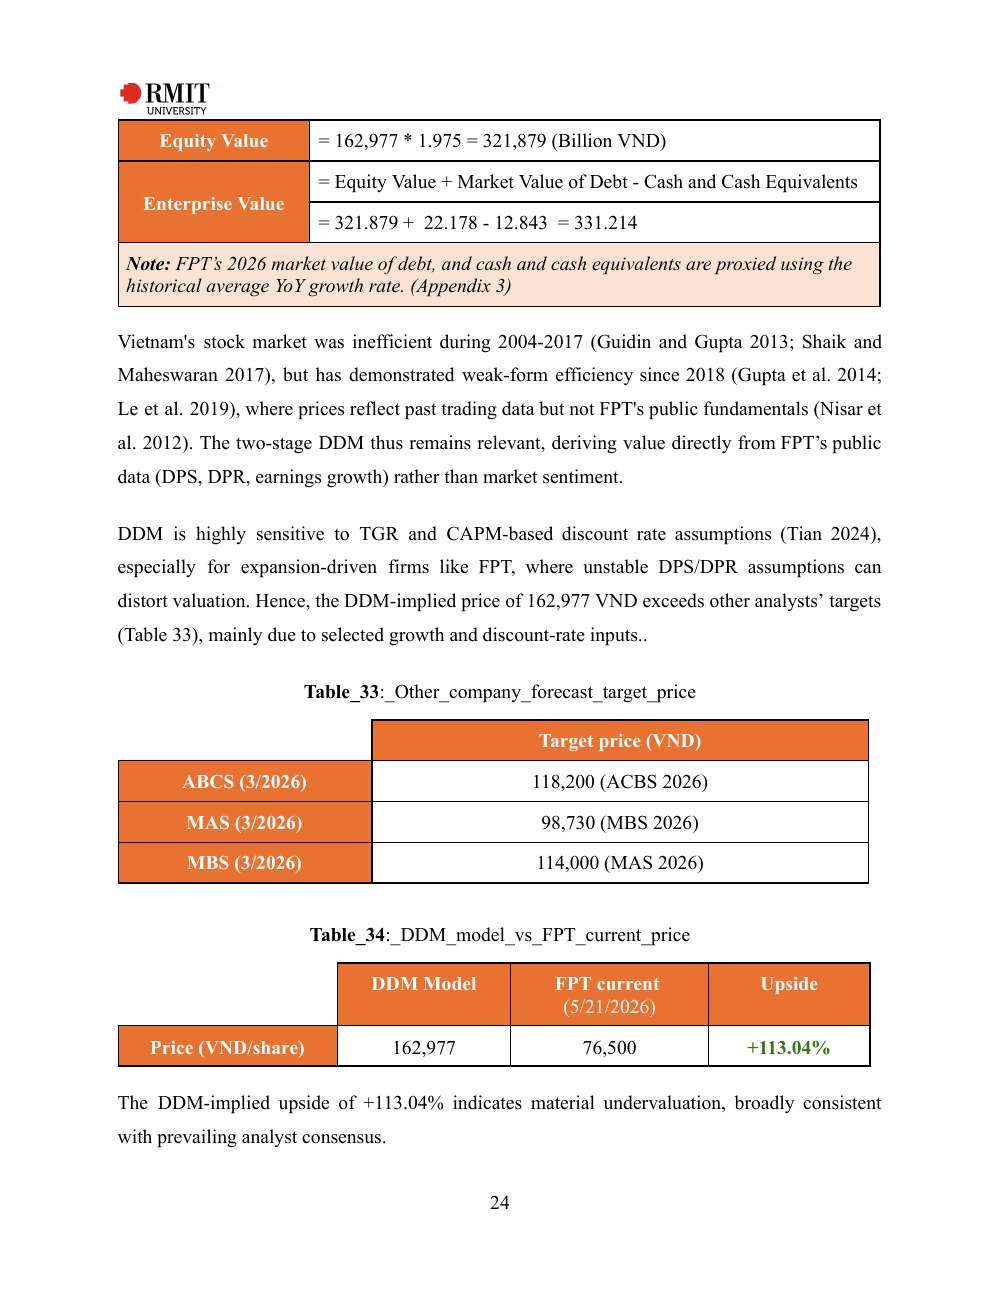 RMIT
UNIVERSITY
Equity Value
= 162,977 * 1.975 = 321,879 (Billion VND)
Enterprise Value
= Equity Value + Market Value of Debt - Cash and Cash Equivalents
= 321.879 + 22.178 - 12.843 = 331.214
Note: FPT’s 2026 market value of debt, and cash and cash equivalents are proxied using the
historical average YoY growth rate. (Appendix 3)
Vietnam's stock market was inefficient during 2004-2017 (Guidin and Gupta 2013; Shaik and
Maheswaran 2017), but has demonstrated weak-form efficiency since 2018 (Gupta et al. 2014;
Le et al. 2019), where prices reflect past trading data but not FPT's public fundamentals (Nisar et
al. 2012). The two-stage DDM thus remains relevant, deriving value directly from FPT’s public
data (DPS, DPR, earnings growth) rather than market sentiment.
DDM is highly sensitive to TGR and CAPM-based discount rate assumptions (Tian 2024),
especially for expansion-driven firms like FPT, where unstable DPS/DPR assumptions can
distort valuation. Hence, the DDM-implied price of 162,977 VND exceeds other analysts’ targets
(Table 33), mainly due to selected growth and discount-rate inputs..
Table_33:_Other_company_forecast_target_price
Target price (VND)
ABCS (3/2026)
118,200 (ACBS 2026)
MAS (3/2026)
98,730 (MBS 2026)
MBS (3/2026)
114,000 (MAS 2026)
Table_34:_DDM_model_vs_FPT_current_price
DDM Model
FPT current
(5/21/2026)
Upside
Price (VND/share)
162,977
76,500
+113.04%
The DDM-implied upside of +113.04% indicates material undervaluation, broadly consistent
with prevailing analyst consensus.
24